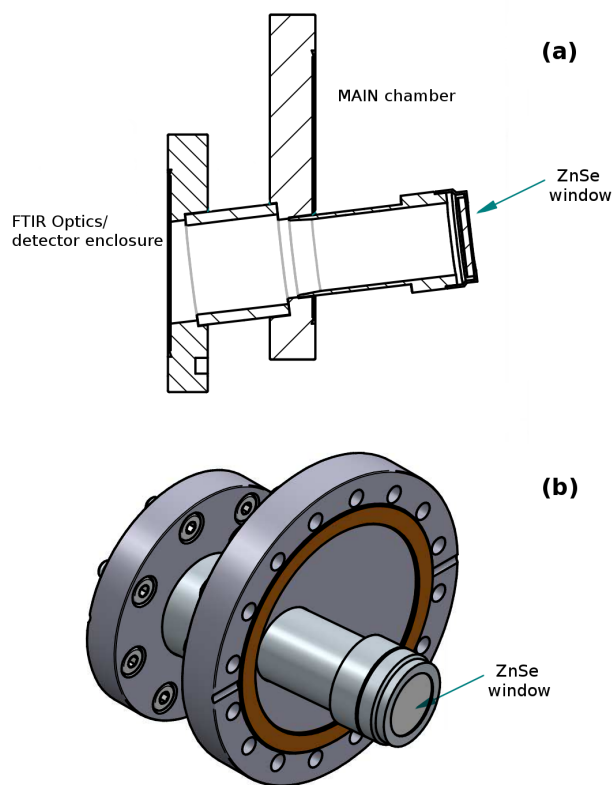 (a)
MAIN chamber
ZnSe
window
FTIR Optics/
detector enclosure
(b)
ZnSe
window